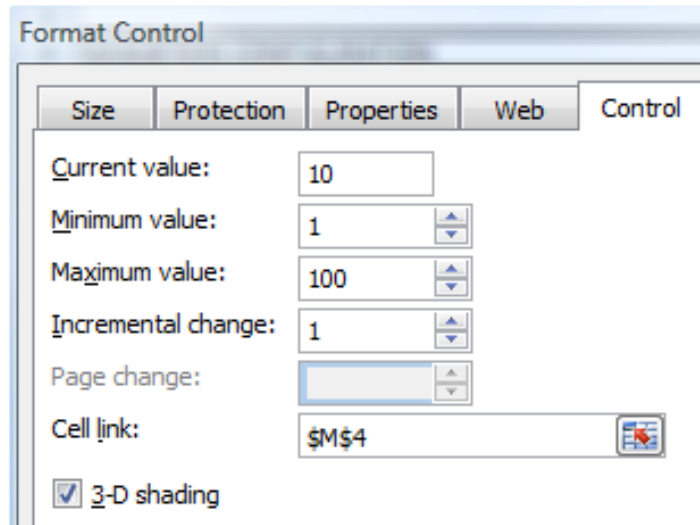 Format Control
Size Protection Properties Web Control
Current value: 10
Minimum value: 1
Maximum value: 100
Incremental change: 1
Page change:
Cell link: $M$4
3-D shading